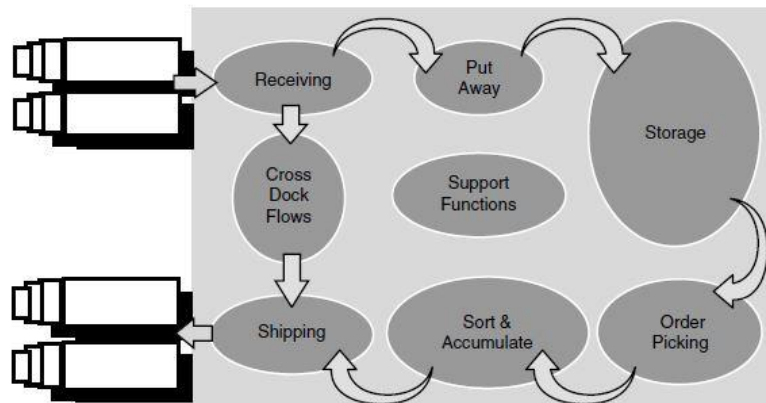 Receiving
Put
Away
Storage
Cross
Dock
Flows
Support
Functions
Shipping
Sort &
Accumulate
Order
Picking